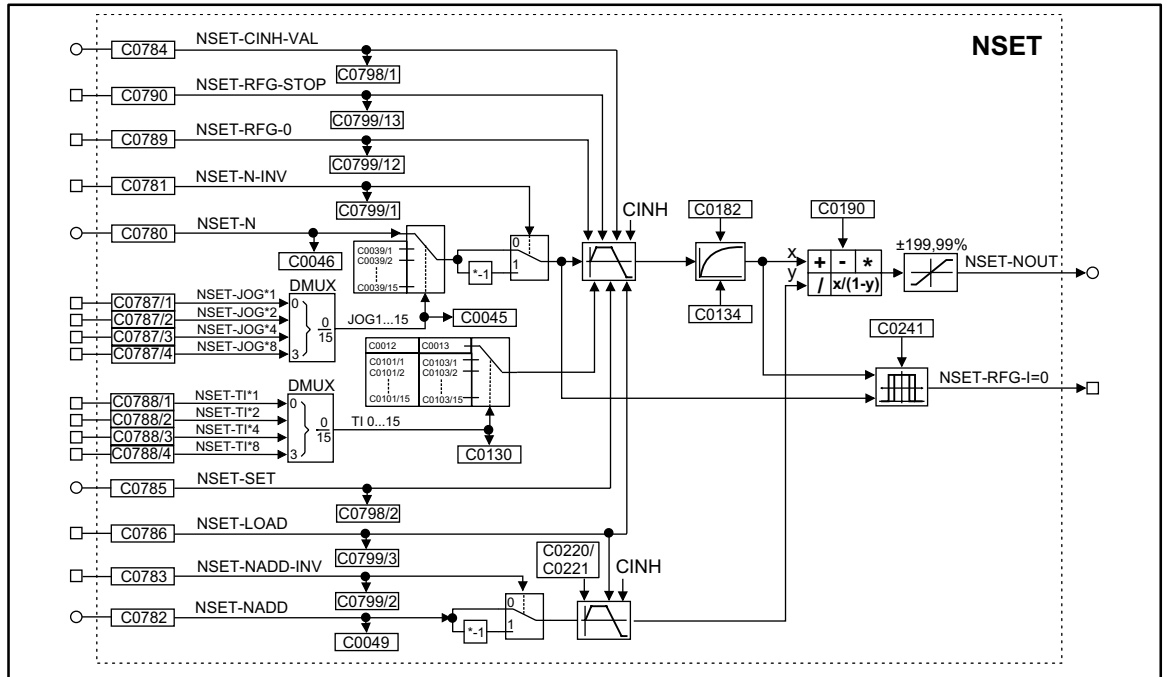 NSET
C0784 NSET-CINH-VAL
C0798/1
C0790 NSET-RFG-STOP
C0799/13
C0789 NSET-RFG-0
C0799/12
C0781 NSET-N-INV
C0799/1
C0780 NSET-N
C0046
C0039/1
C0039/2
C0039/15
*-1
0
1
CINH
C0182
C0134
C0190
x
y
+ - *
/ x/(1-y)
±199,99%
NSET-NOUT
C0787/1 NSET-JOG*1
C0787/2 NSET-JOG*2
C0787/3 NSET-JOG*4
C0787/4 NSET-JOG*8
DMUX
0
3
0
15
JOG1...15
C0045
C0241
NSET-RFG-I=0
C0012 C0013
C0101/1 C0103/1
C0101/2 C0103/2
C0101/15 C0103/15
C0788/1 NSET-TI*1
C0788/2 NSET-TI*2
C0788/3 NSET-TI*4
C0788/4 NSET-TI*8
DMUX
0
3
0
15
TI 0...15
C0130
C0785 NSET-SET
C0798/2
C0786 NSET-LOAD
C0799/3
C0783 NSET-NADD-INV
C0799/2
C0782 NSET-NADD
C0049
*-1
0
1
C0220/
C0221
CINH